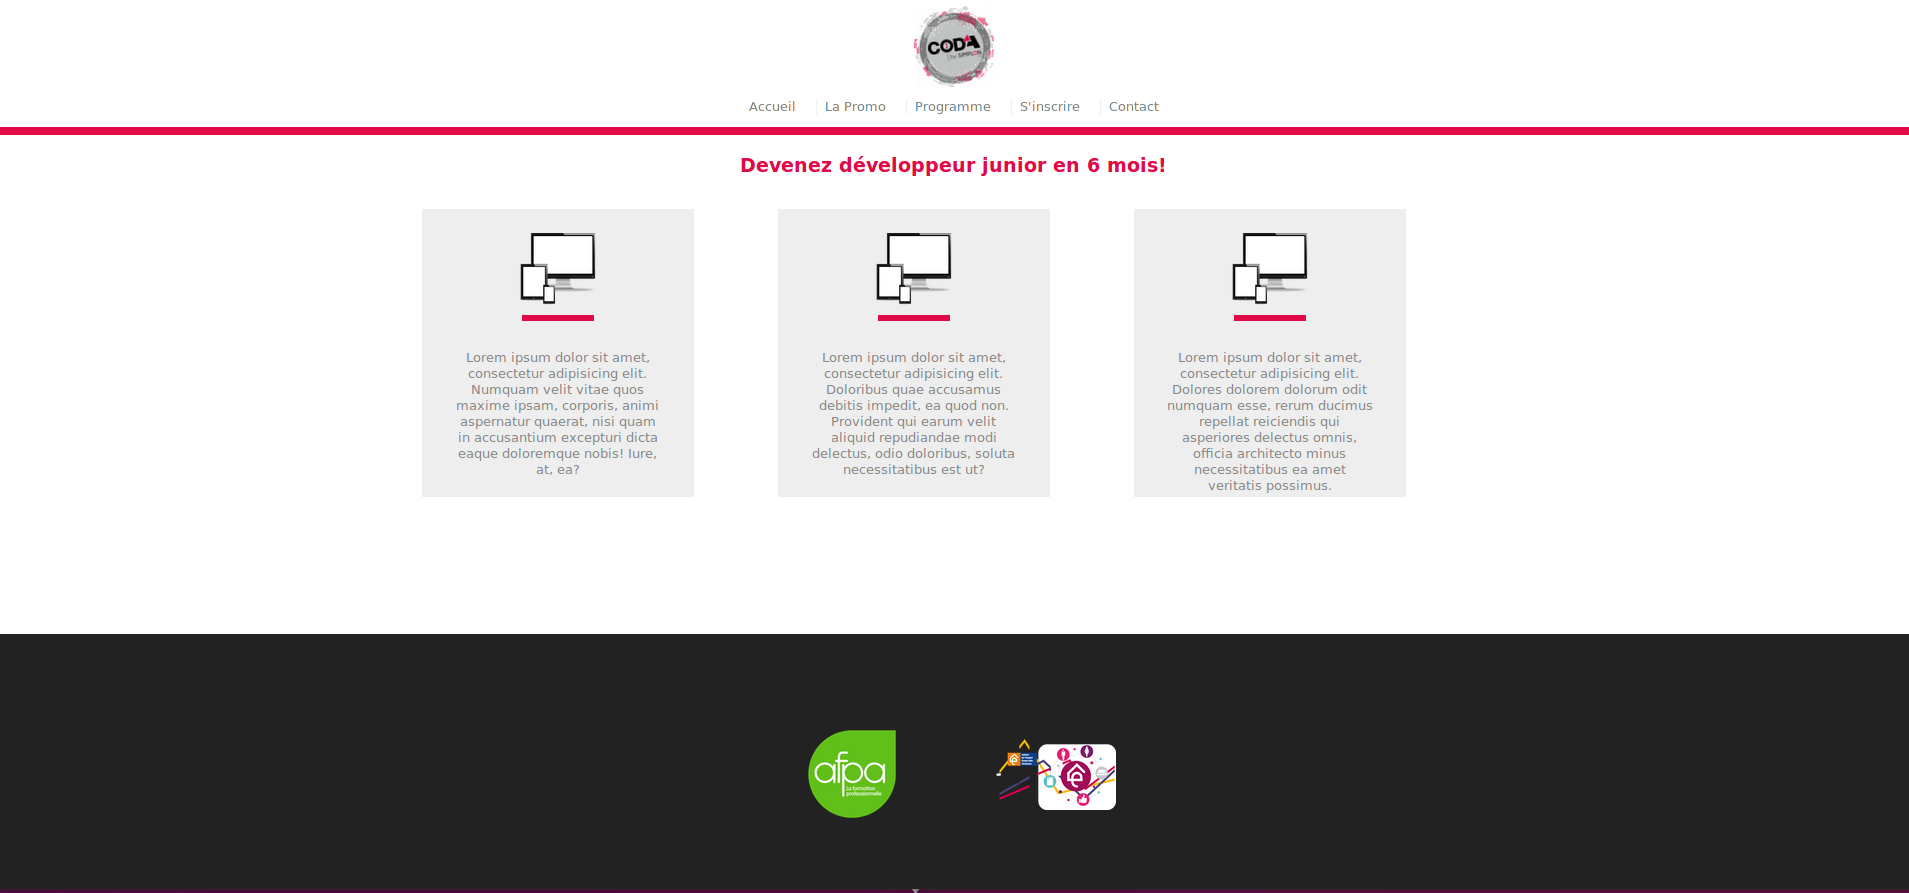 CODA
by SIMPLON
Accueil
La Promo
Programme
S'inscrire
Contact
Devenez développeur junior en 6 mois!
Lorem ipsum dolor sit amet,
consectetur adipisicing elit.
Numquam velit vitae quos
maxime ipsam, corporis, animi
aspernatur quaerat, nisi quam
in accusantium excepturi dicta
eaque doloremque nobis! Iure,
at, ea?
Lorem ipsum dolor sit amet,
consectetur adipisicing elit.
Doloribus quae accusamus
debitis impedit, ea quod non.
Provident qui earum velit
aliquid repudiandae modi
delectus, odio doloribus, soluta
necessitatibus est ut?
Lorem ipsum dolor sit amet,
consectetur adipisicing elit.
Dolores dolorem dolorum odit
numquam esse, rerum ducimus
repellat reiciendis qui
asperiores delectus omnis,
officia architecto minus
necessitatibus ea amet
veritatis possimus.
afpa
La formation
professionnelle